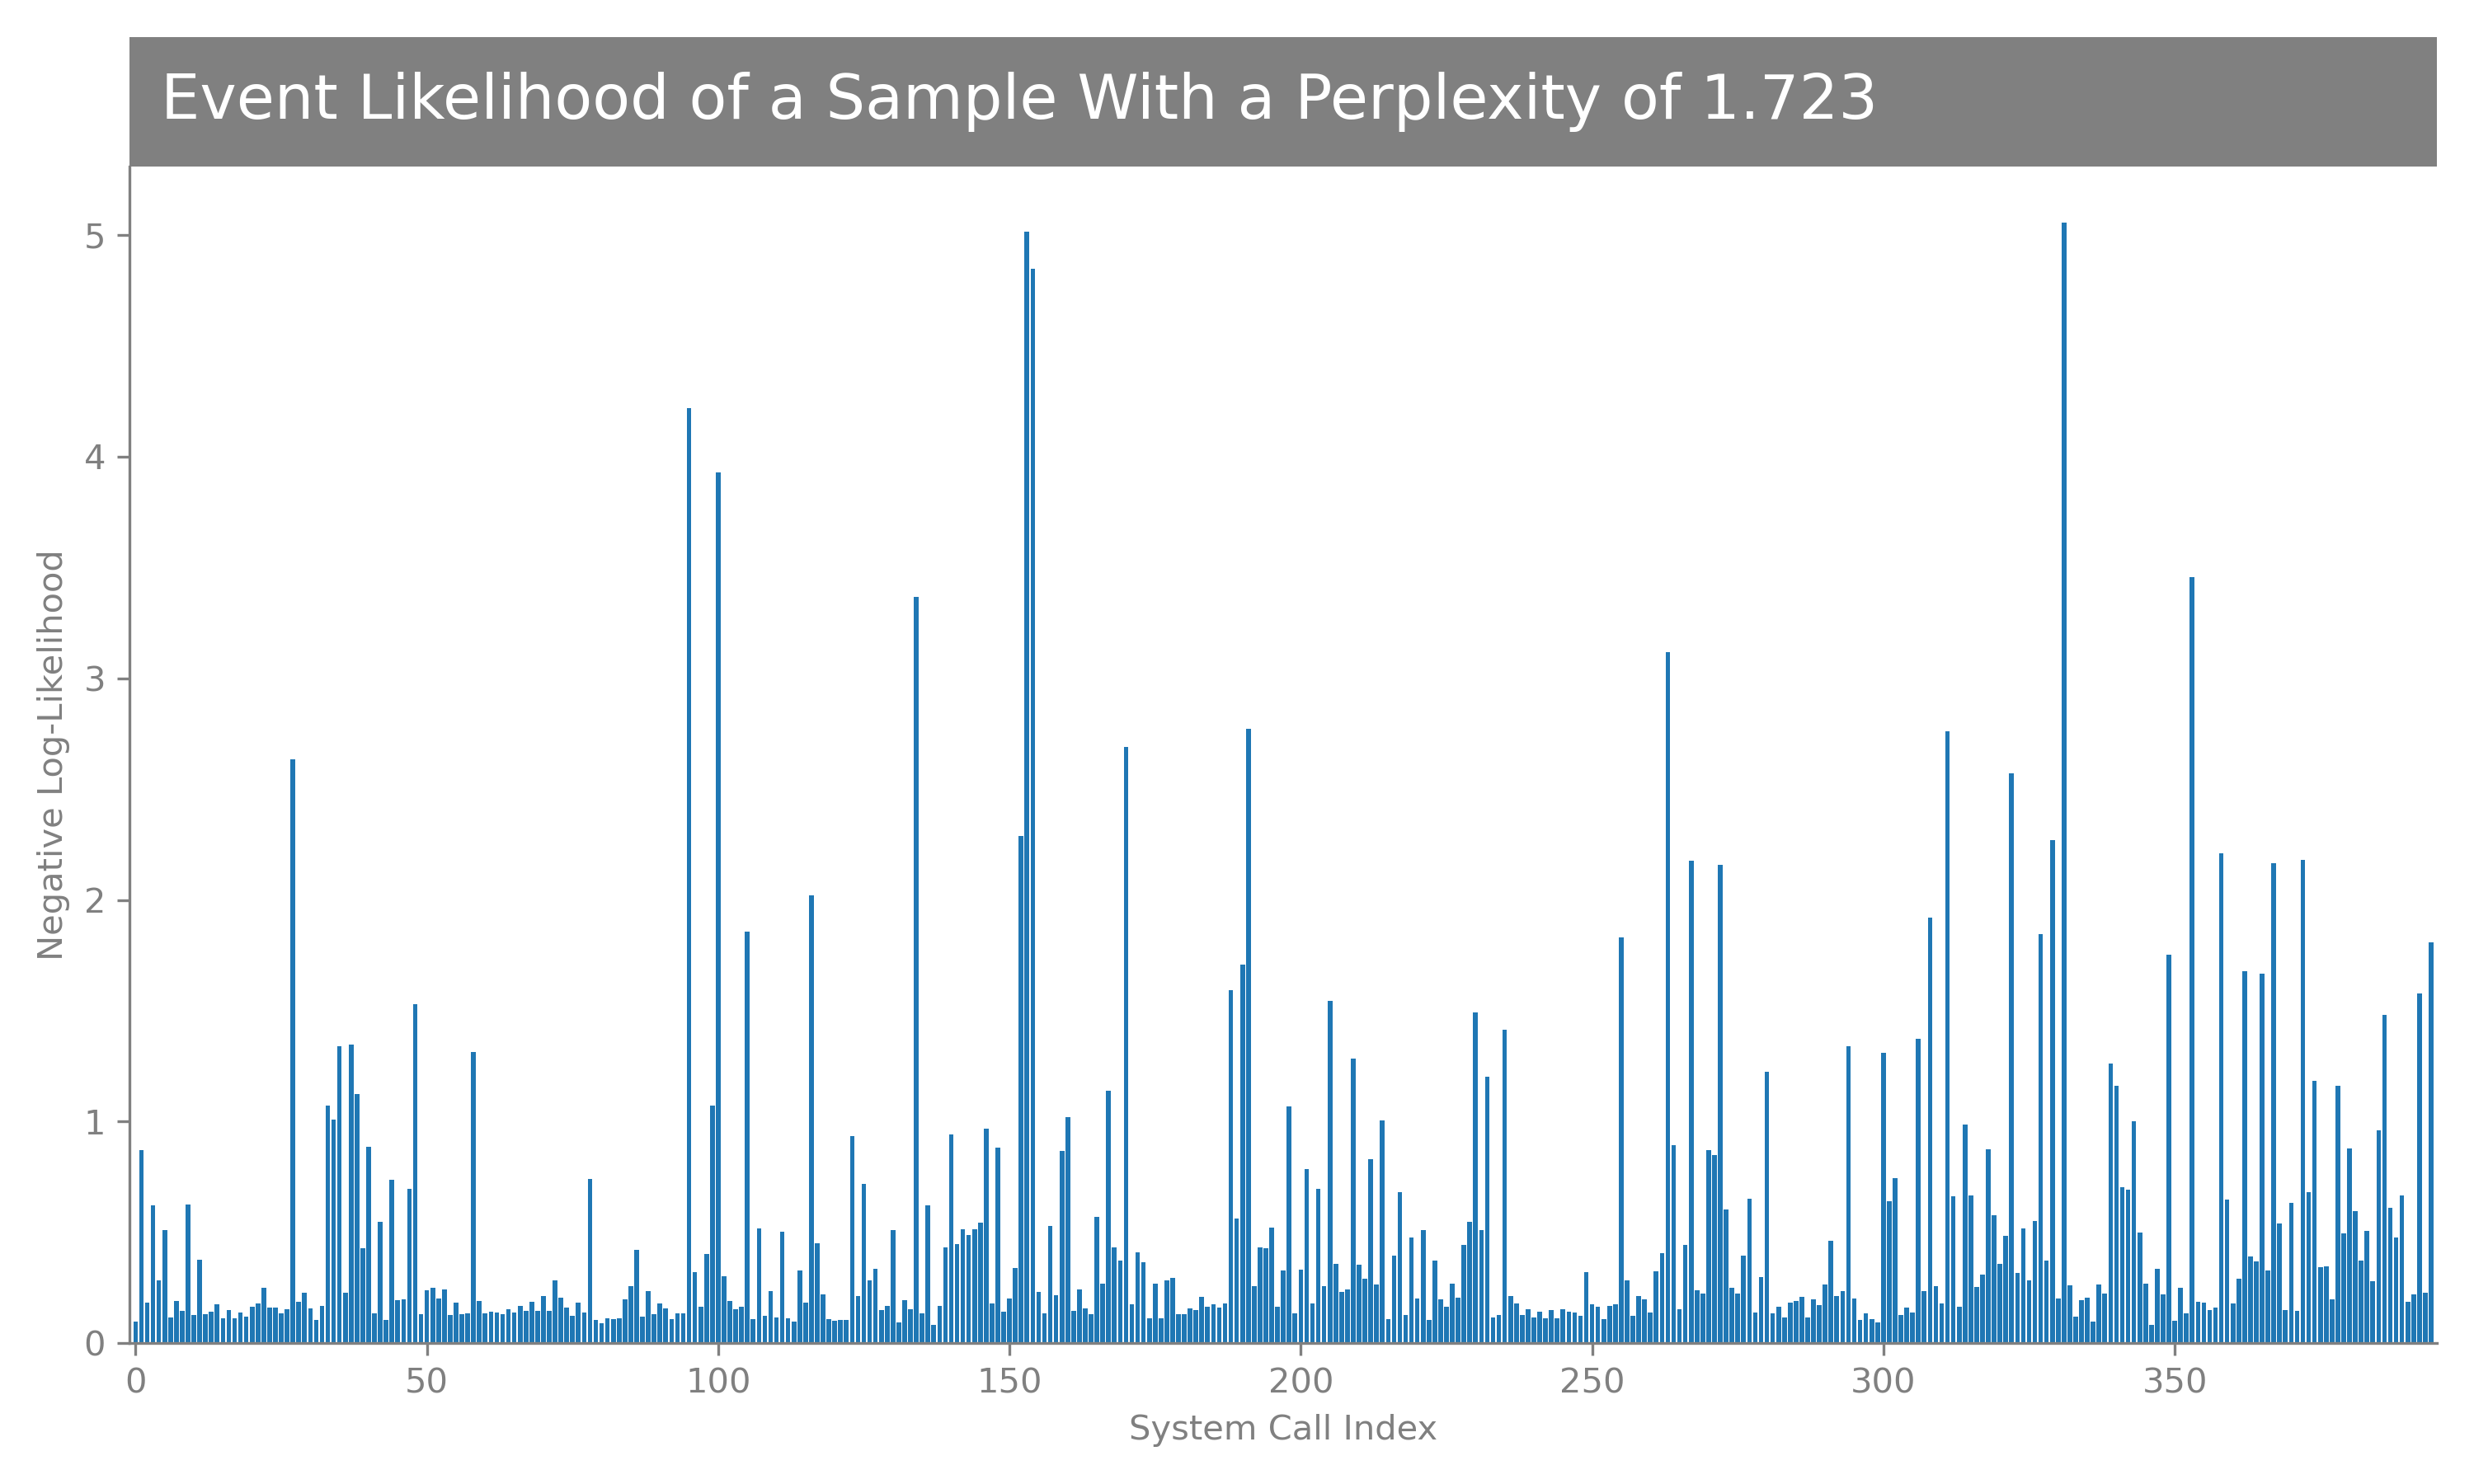 Event Likelihood of a Sample With a Perplexity of 1.723
Negative Log-Likelihood
5
4
3
2
1
0
0 50 100 150 200 250 300 350
System Call Index